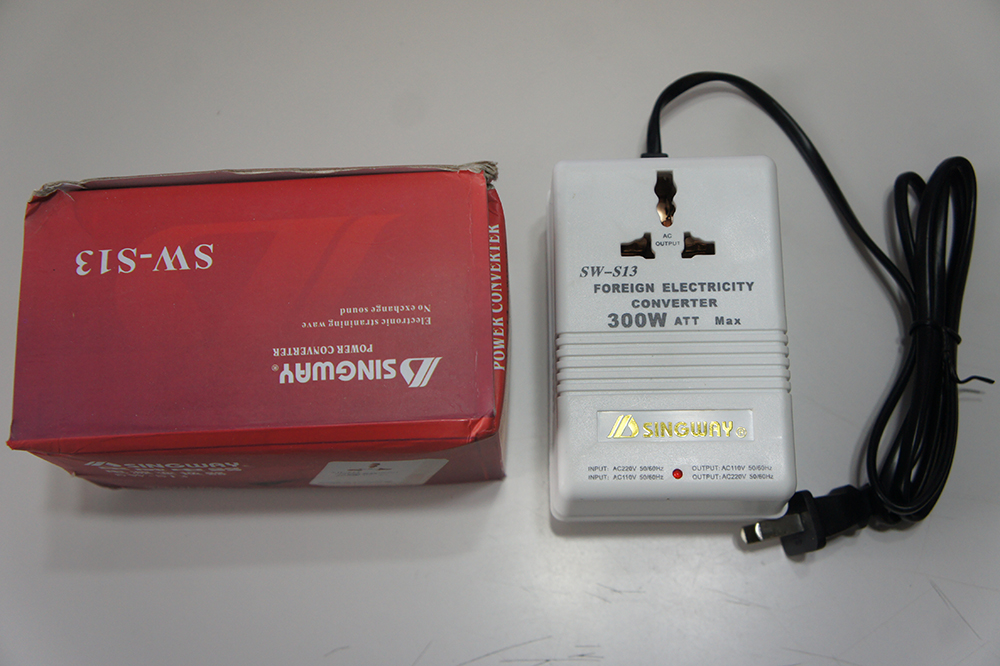 SW-S13
No exchange sound
Electronic straining wave
POWER CONVERTER
SINGWAY®
POWER CONVERTER
SINGWAY
AC
OUTPUT
SW-S13
FOREIGN ELECTRICITY
CONVERTER
300WATT Max
SINGWAY®
INPUT: AC220V 50/60Hz OUTPUT: AC110V 50/60Hz
INPUT: AC110V 50/60Hz OUTPUT: AC220V 50/60Hz